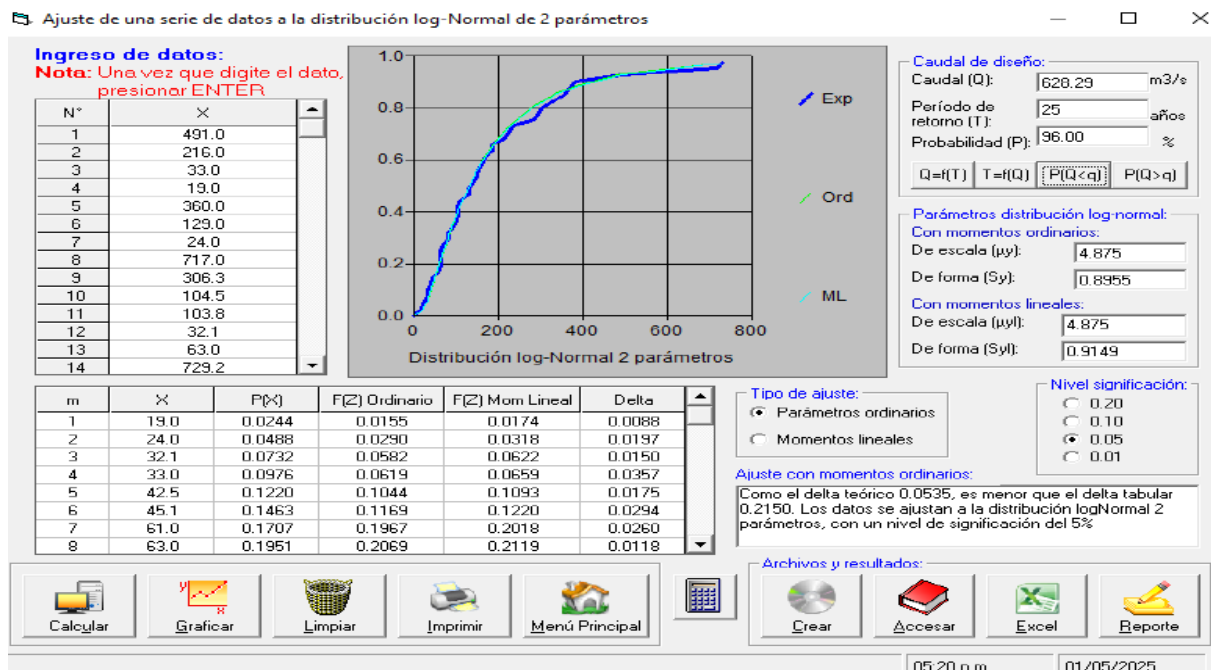 Ajuste de una serie de datos a la distribución log-Normal de 2 parámetros
Ingreso de datos:
Nota: Una vez que digite el dato,
presionar ENTER
N° X
1 491.0
2 216.0
3 33.0
4 19.0
5 360.0
6 129.0
7 24.0
8 717.0
9 306.3
10 104.5
11 103.8
12 32.1
13 63.0
14 729.2
1.0
0.8
0.6
0.4
0.2
0.0
0 200 400 600 800
Distribución log-Normal 2 parámetros
Exp
Ord
ML
Caudal de diseño:
Caudal (Q): 628.29 m3/s
Período de
retorno (T): 25 años
Probabilidad (P): 96.00 %
Q=f(T) T=f(Q) P(Q<q) P(Q>q)
Parámetros distribución log-normal:
Con momentos ordinarios:
De escala (µy): 4.875
De forma (Sy): 0.8955
Con momentos lineales:
De escala (µyl): 4.875
De forma (Syl): 0.9149
m X P(X) F(Z) Ordinario F(Z) Mom Lineal Delta
1 19.0 0.0244 0.0155 0.0174 0.0088
2 24.0 0.0488 0.0290 0.0318 0.0197
3 32.1 0.0732 0.0582 0.0622 0.0150
4 33.0 0.0976 0.0619 0.0659 0.0357
5 42.5 0.1220 0.1044 0.1093 0.0175
6 45.1 0.1463 0.1169 0.1220 0.0294
7 61.0 0.1707 0.1967 0.2018 0.0260
8 63.0 0.1951 0.2069 0.2119 0.0118
Tipo de ajuste:
Parámetros ordinarios
Momentos lineales
Nivel significación:
0.20
0.10
0.05
0.01
Ajuste con momentos ordinarios:
Como el delta teórico 0.0535, es menor que el delta tabular
0.2150. Los datos se ajustan a la distribución logNormal 2
parámetros, con un nivel de significación del 5%
Calcular Graficar Limpiar Imprimir Menú Principal
Archivos y resultados:
Crear Accesar Excel Reporte
05:20 p.m. 01/05/2025